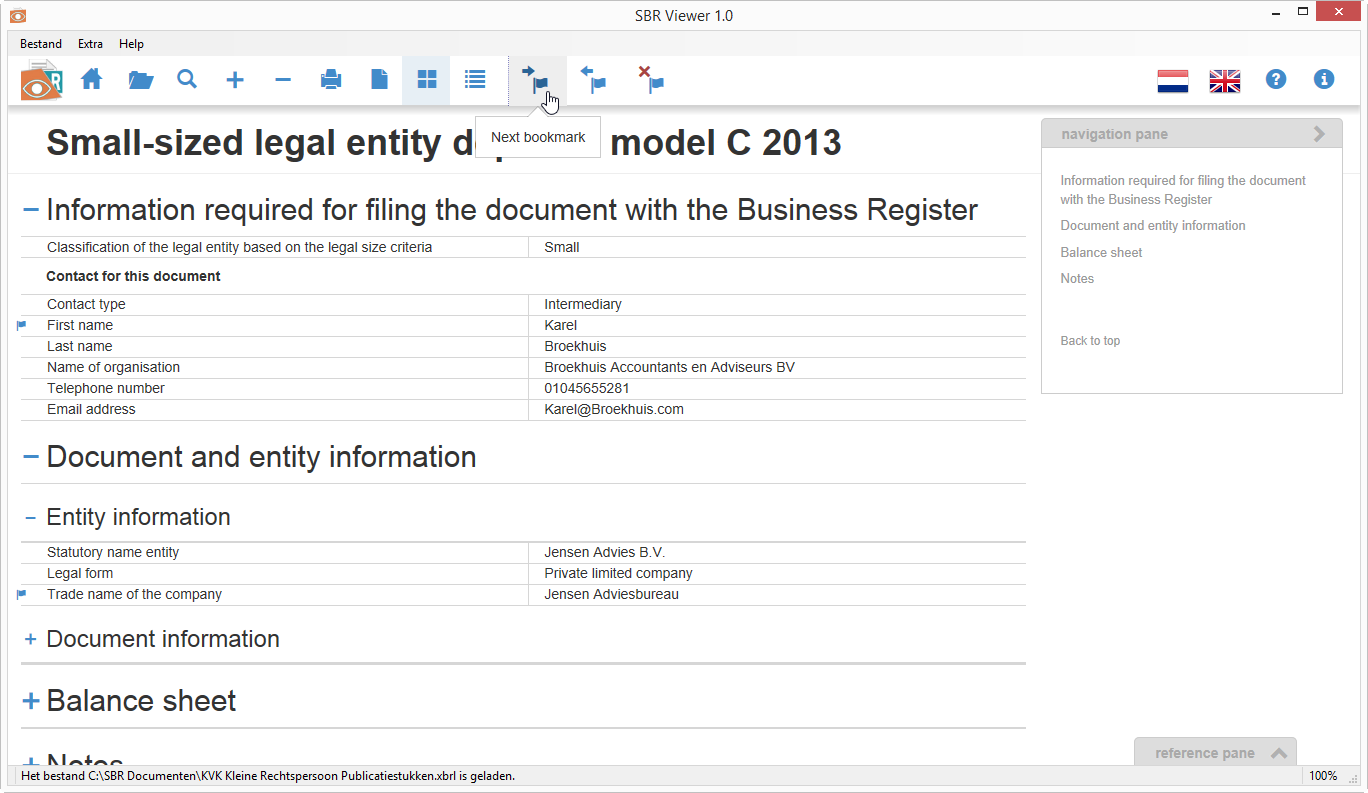 SBR Viewer 1.0
Bestand Extra Help
R
Next bookmark
Small-sized legal entity model C 2013
Information required for filing the document with the Business Register
Classification of the legal entity based on the legal size criteria Small
Contact for this document
Contact type Intermediary
First name Karel
Last name Broekhuis
Name of organisation Broekhuis Accountants en Adviseurs BV
Telephone number 01045655281
Email address Karel@Broekhuis.com
Document and entity information
Entity information
Statutory name entity Jensen Advies B.V.
Legal form Private limited company
Trade name of the company Jensen Adviesbureau
Document information
Balance sheet
Notes
navigation pane
Information required for filing the document
with the Business Register
Document and entity information
Balance sheet
Notes
Back to top
reference pane
Het bestand C:\SBR Documenten\KVK Kleine Rechtspersoon Publicatiestukken.xbrl is geladen.
100%